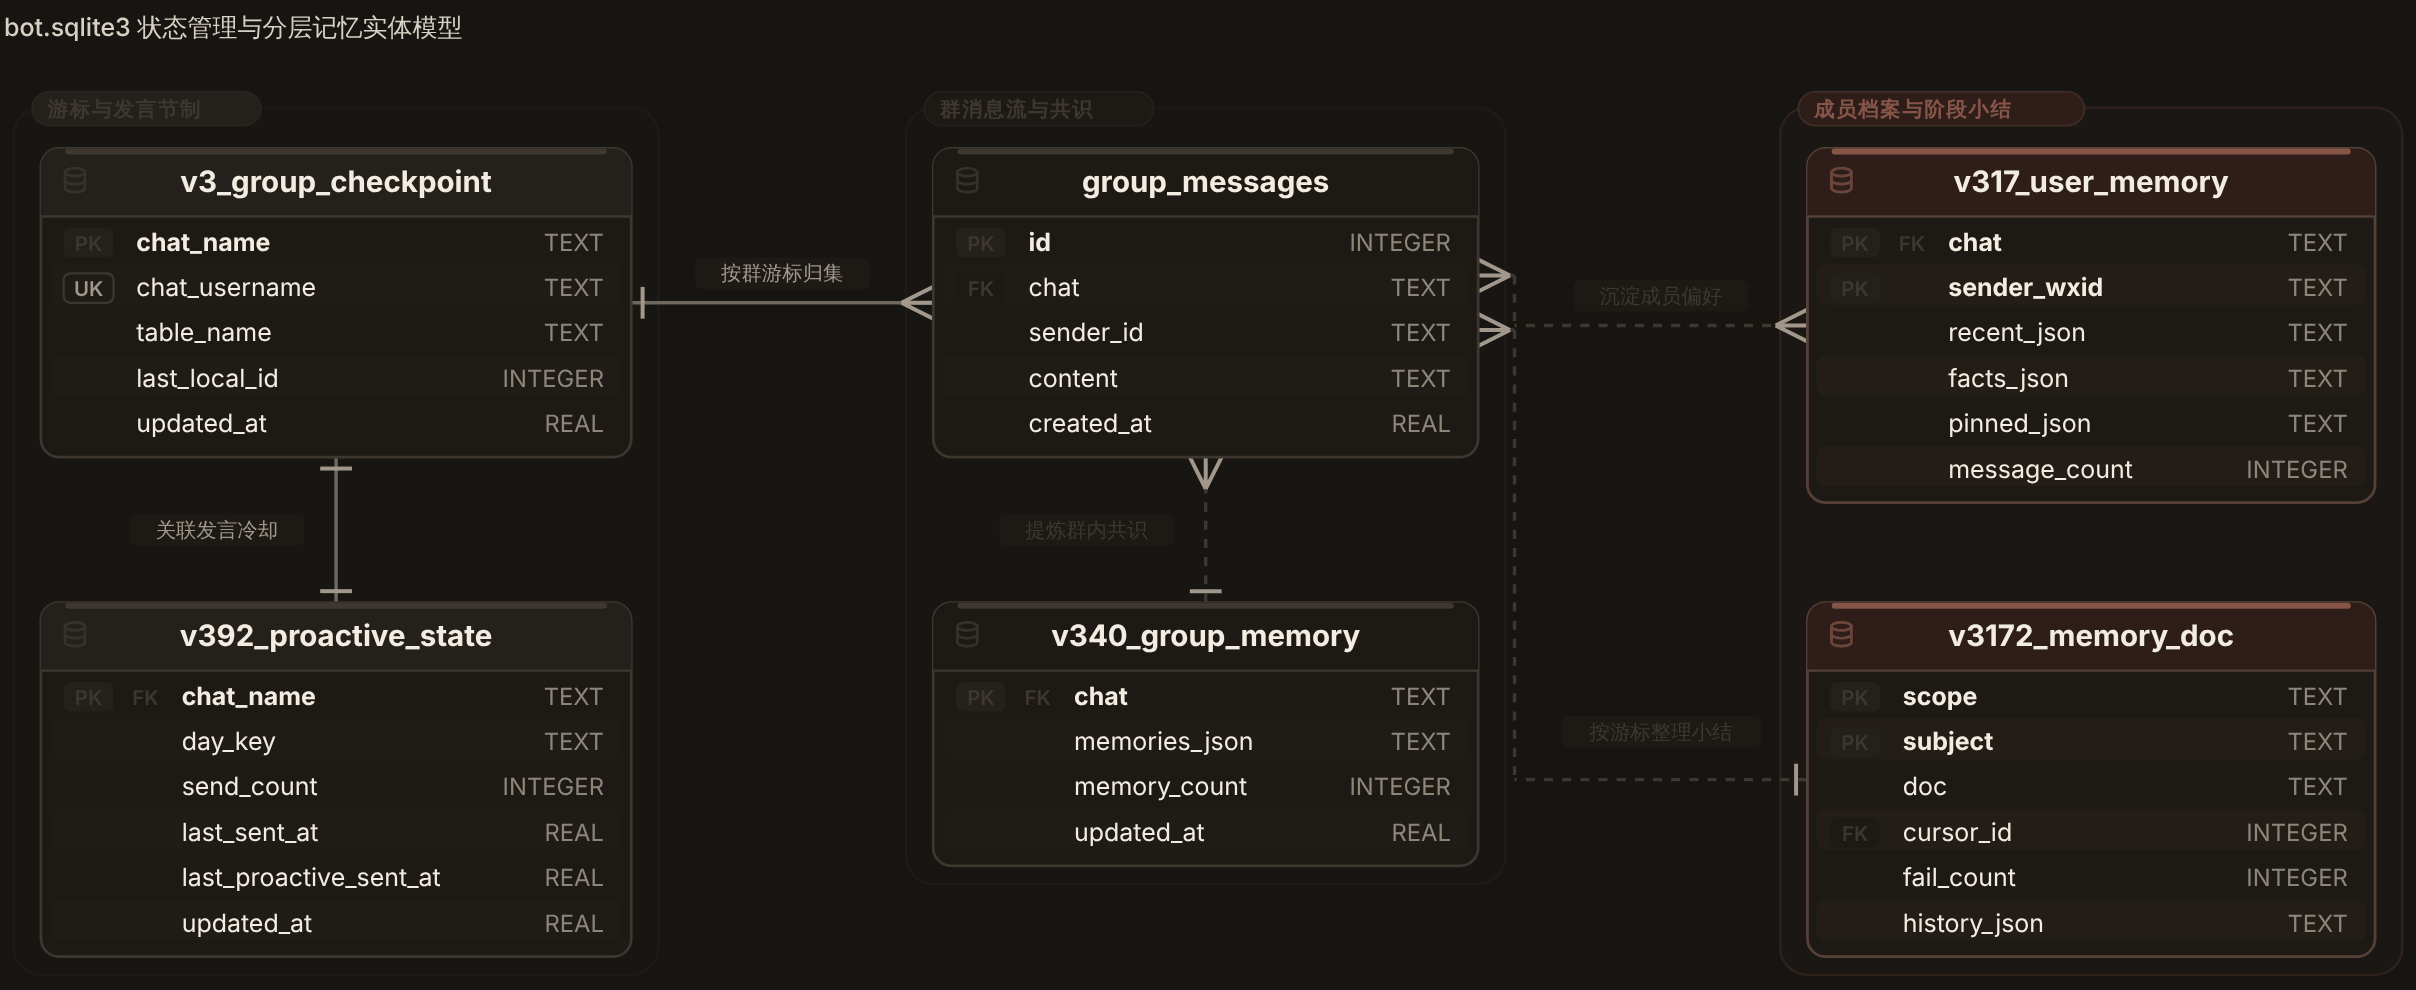 bot.sqlite3 状态管理与分层记忆实体模型
游标与发言节制
v3_group_checkpoint
PK chat_name TEXT
UK chat_username TEXT
table_name TEXT
last_local_id INTEGER
updated_at REAL
关联发言冷却
v392_proactive_state
PK FK chat_name TEXT
day_key TEXT
send_count INTEGER
last_sent_at REAL
last_proactive_sent_at REAL
updated_at REAL
按群游标归集
群消息流与共识
group_messages
PK id INTEGER
FK chat TEXT
sender_id TEXT
content TEXT
created_at REAL
提炼群内共识
v340_group_memory
PK FK chat TEXT
memories_json TEXT
memory_count INTEGER
updated_at REAL
沉淀成员偏好
按游标整理小结
成员档案与阶段小结
v317_user_memory
PK FK chat TEXT
PK sender_wxid TEXT
recent_json TEXT
facts_json TEXT
pinned_json TEXT
message_count INTEGER
v3172_memory_doc
PK scope TEXT
PK subject TEXT
doc TEXT
FK cursor_id INTEGER
fail_count INTEGER
history_json TEXT